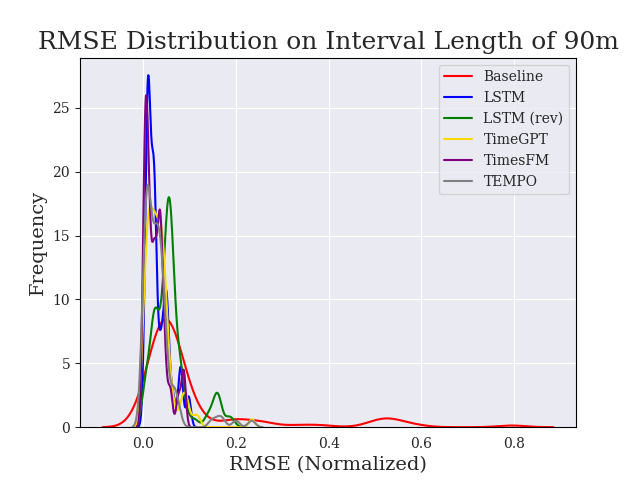 RMSE Distribution on Interval Length of 90m
Baseline
LSTM
LSTM (rev)
TimeGPT
TimesFM
TEMPO
Frequency
25
20
15
10
5
0
0.0 0.2 0.4 0.6 0.8
RMSE (Normalized)